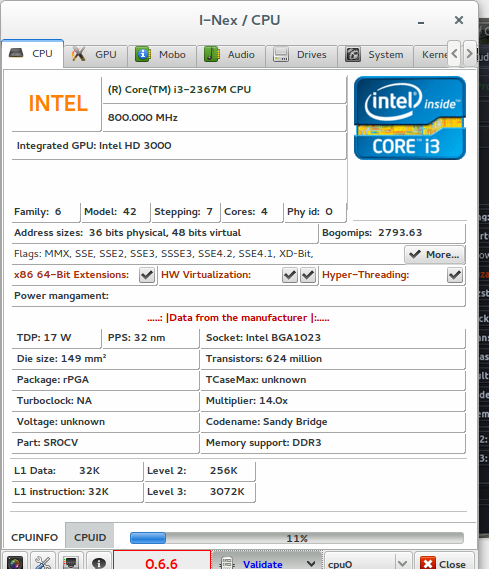 I-Nex / CPU
CPU GPU Mobo Audio Drives System Kerne
INTEL
(R) Core(TM) i3-2367M CPU
800.000 MHz
Integrated GPU: Intel HD 3000
intel inside™
CORE i3
Family: 6 Model: 42 Stepping: 7 Cores: 4 Phy id: 0
Address sizes: 36 bits physical, 48 bits virtual Bogomips: 2793.63
Flags: MMX, SSE, SSE2, SSE3, SSSE3, SSE4.2, SSE4.1, XD-Bit, More...
x86 64-Bit Extensions: HW Virtualization: Hyper-Threading:
Power mangament:
.....: |Data from the manufacturer |:.....
TDP: 17 W PPS: 32 nm Socket: Intel BGA1023
Die size: 149 mm² Transistors: 624 million
Package: rPGA TCaseMax: unknown
Turboclock: NA Multiplier: 14.0x
Voltage: unknown Codename: Sandy Bridge
Part: SR0CV Memory support: DDR3
L1 Data: 32K Level 2: 256K
L1 instruction: 32K Level 3: 3072K
CPUINFO CPUID 11%
0.6.6 Validate cpu0 Close